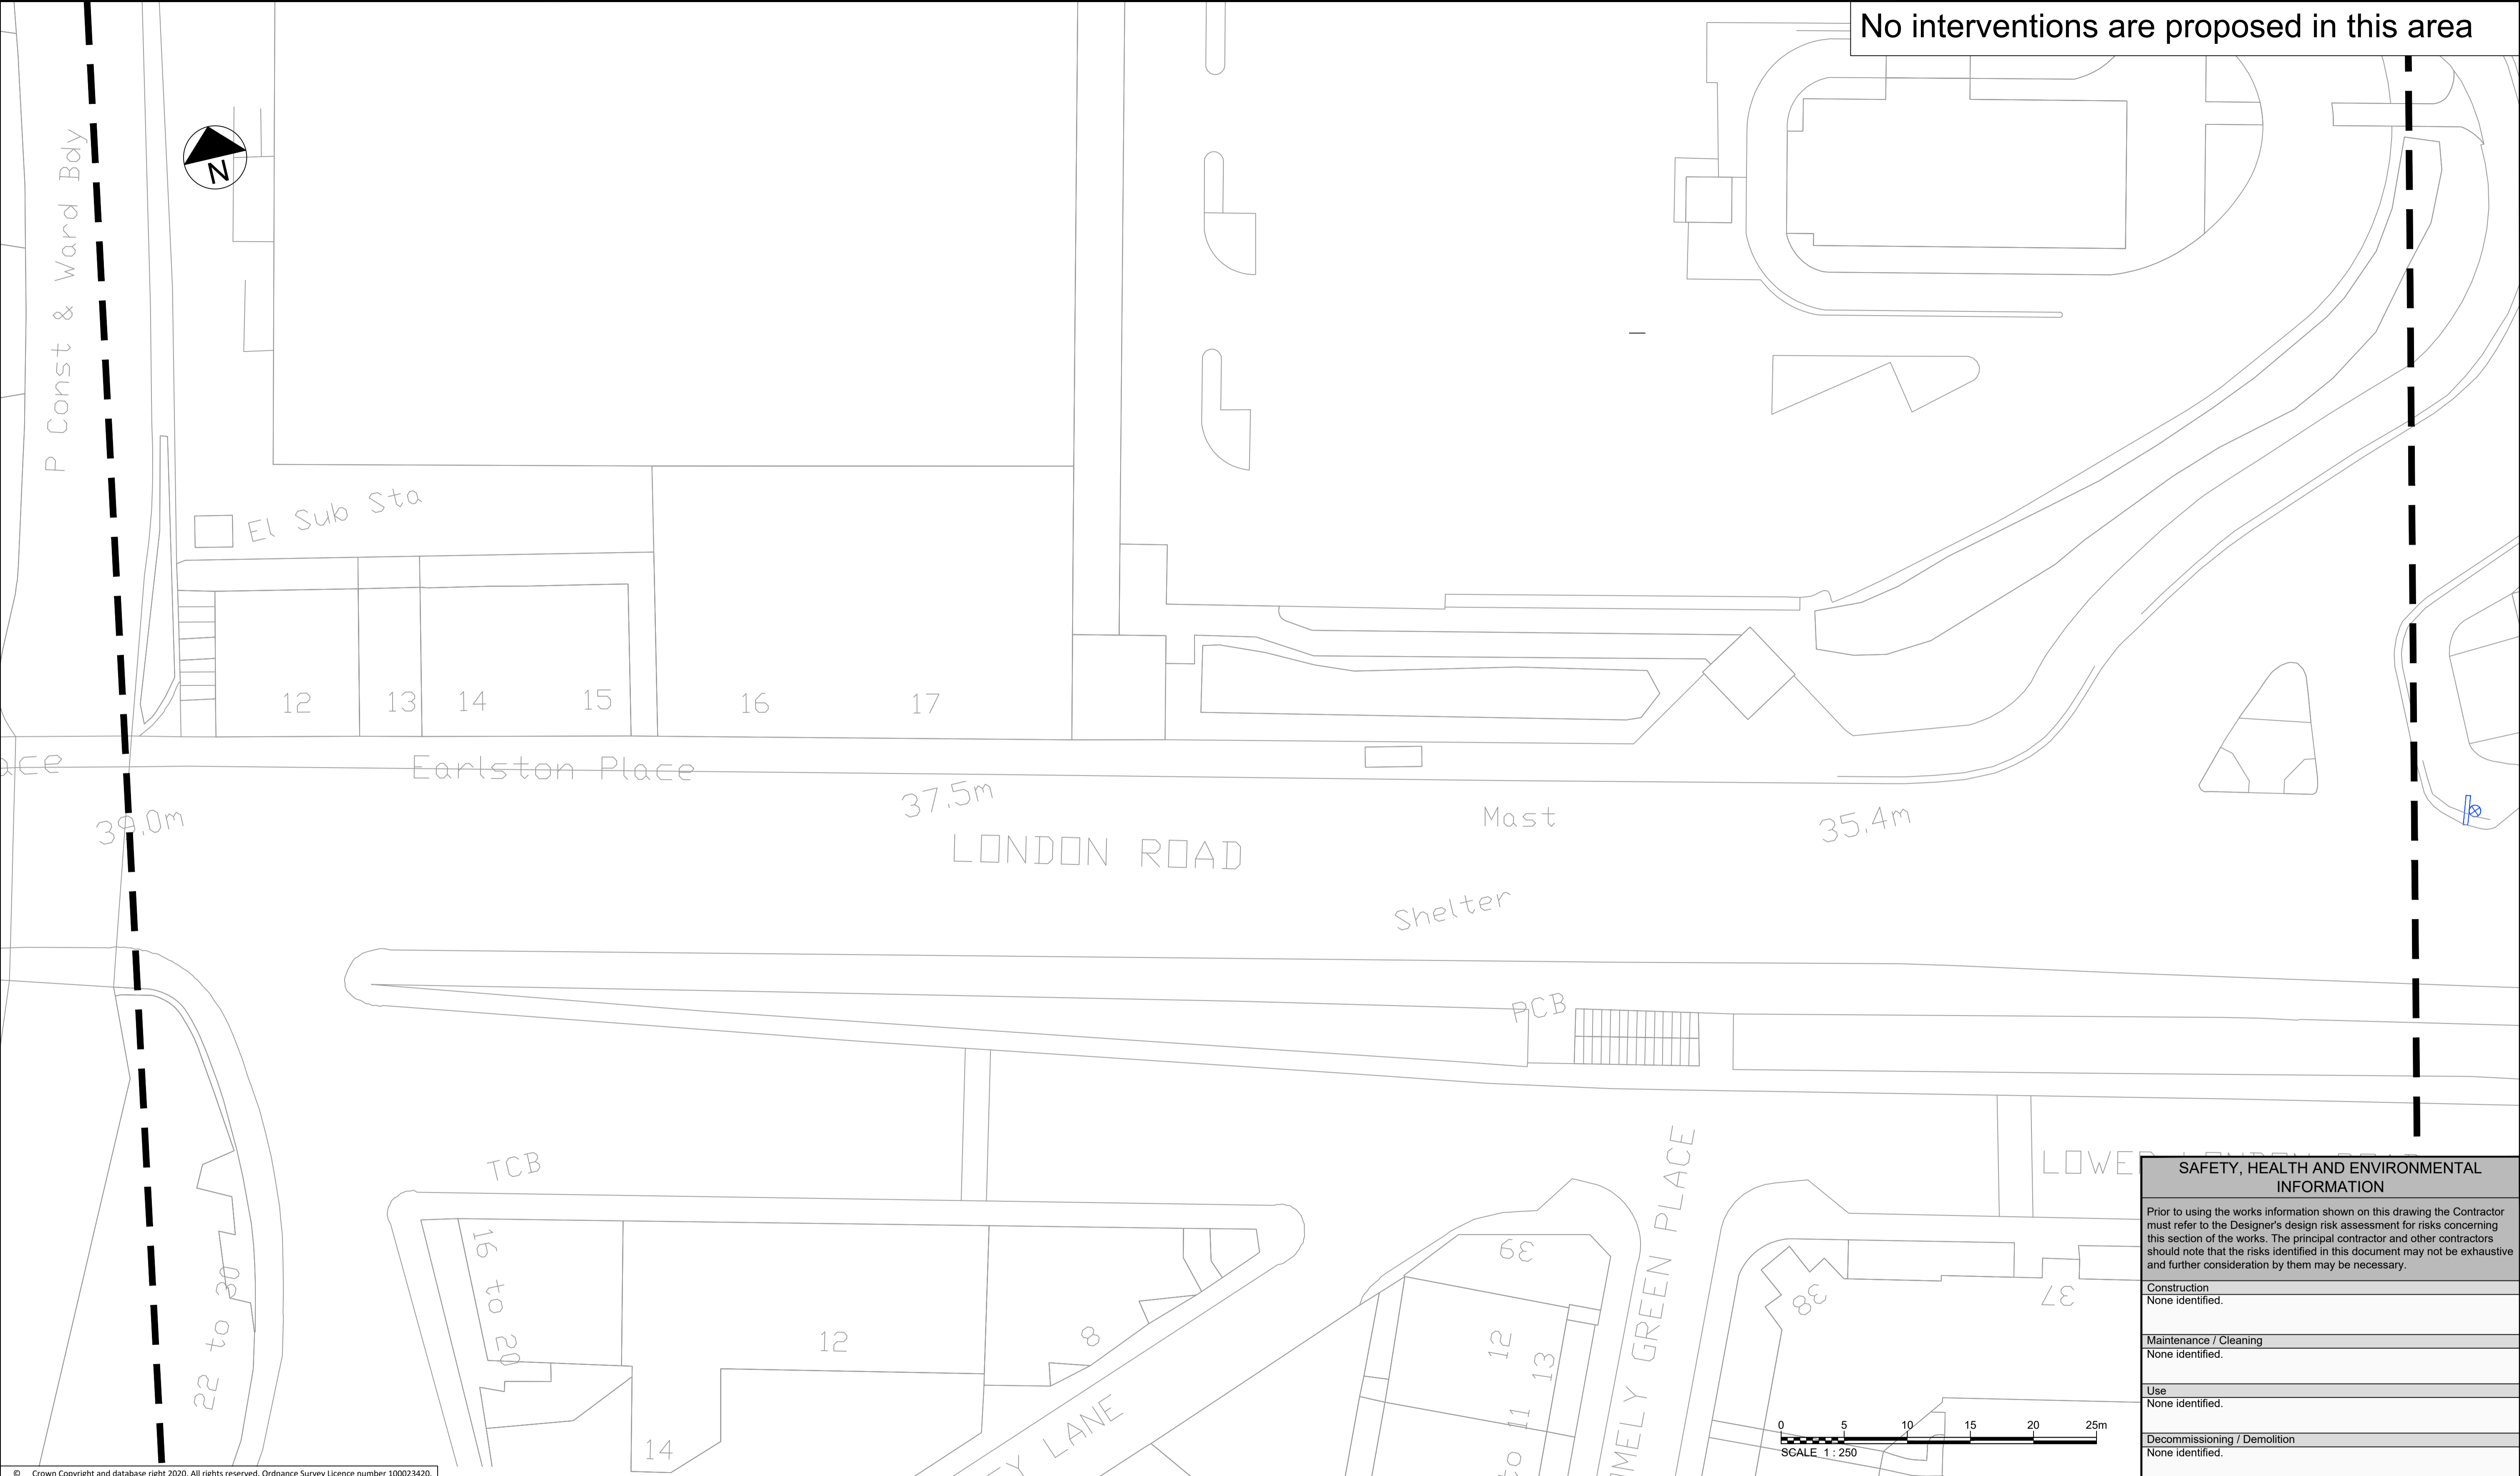 No interventions are proposed in this area
P Const & Ward Bdy
N
El Sub Sta
12
13
14
15
16
17
Earlston Place
39.0m
37.5m
LONDON ROAD
Mast
35.4m
Shelter
PCB
TCB
22 to 30
16 to 20
12
14
8
39
12
13
11
GREEN PLACE
38
37
LANE
0 5 10 15 20 25m
SCALE 1 : 250
SAFETY, HEALTH AND ENVIRONMENTAL
INFORMATION
Prior to using the works information shown on this drawing the Contractor
must refer to the Designer's design risk assessment for risks concerning
this section of the works. The principal contractor and other contractors
should note that the risks identified in this document may not be exhaustive
and further consideration by them may be necessary.
Construction
None identified.
Maintenance / Cleaning
None identified.
Use
None identified.
Decommissioning / Demolition
None identified.
© Crown Copyright and database right 2020. All rights reserved. Ordnance Survey Licence number 100023420.